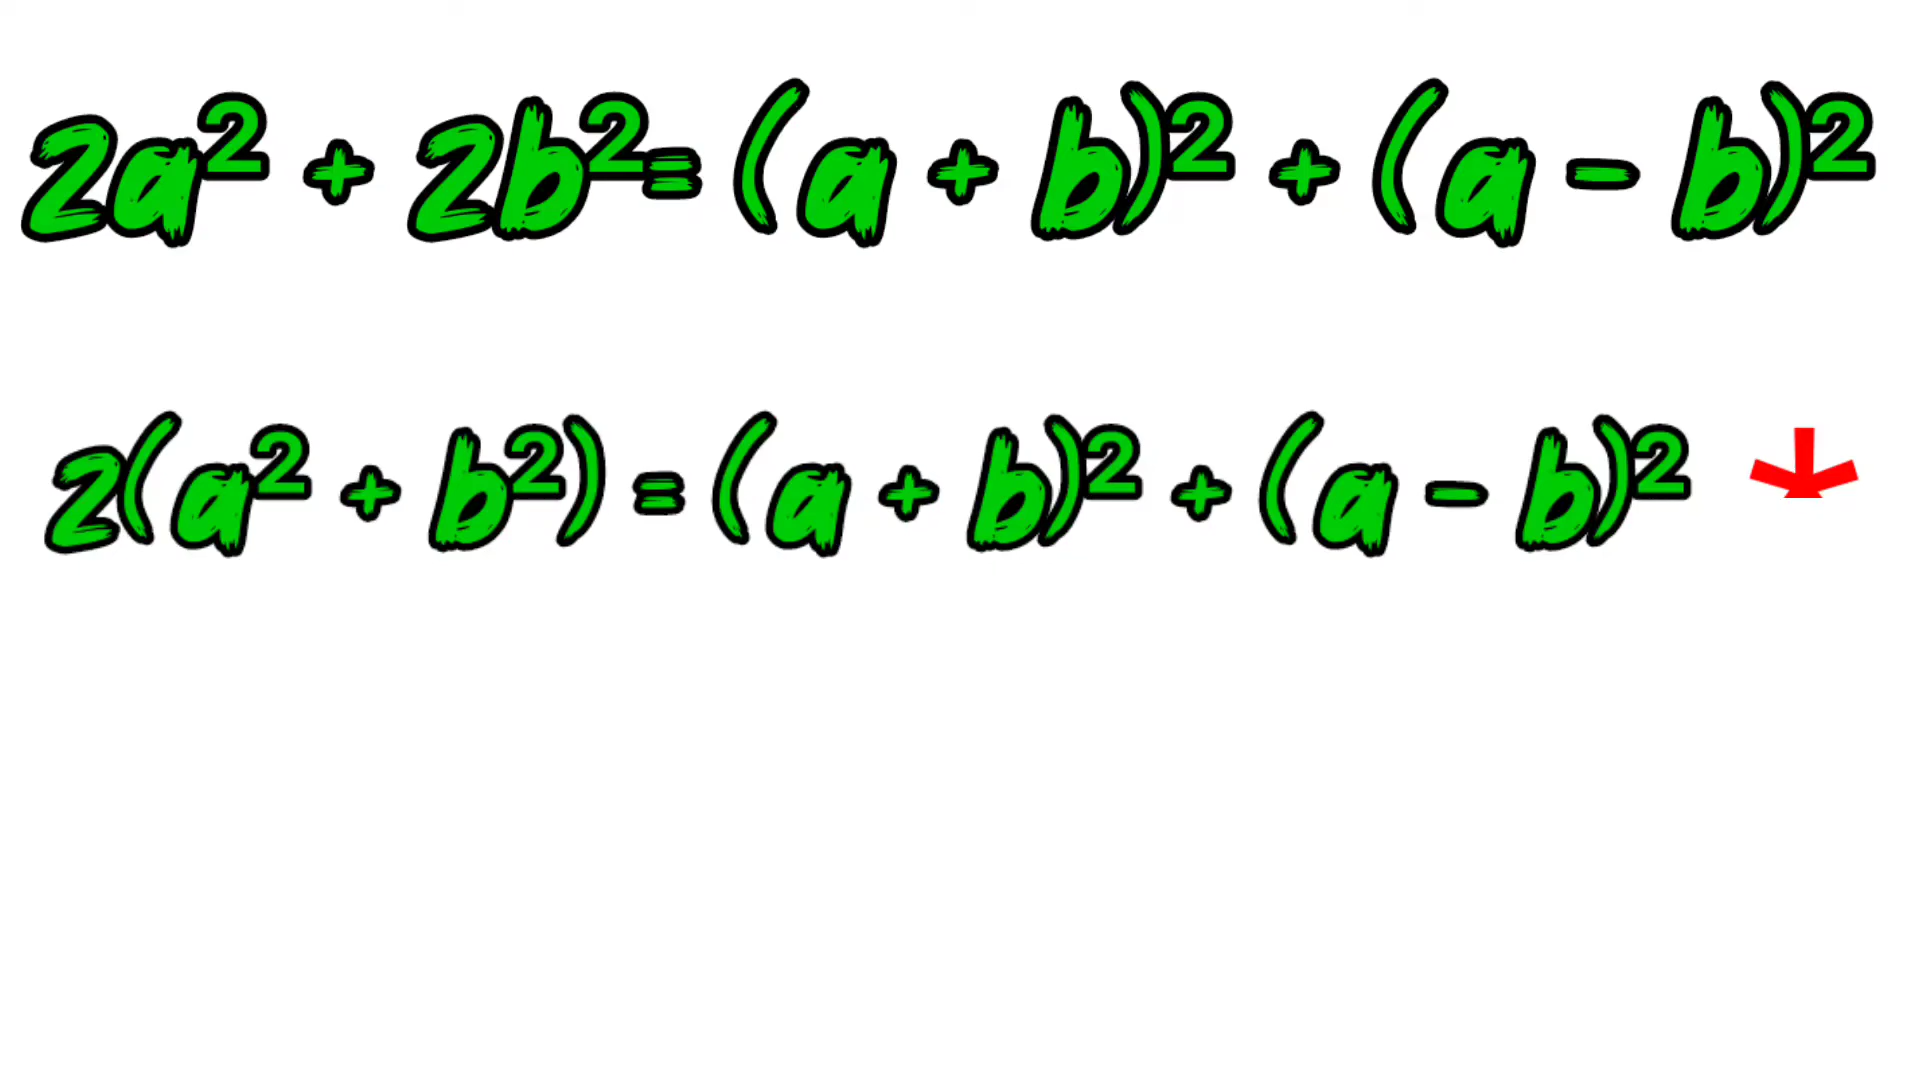 2a² + 2b²= (a + b)² + (a - b)²
2(a² + b²) = (a + b)² + (a - b)² *